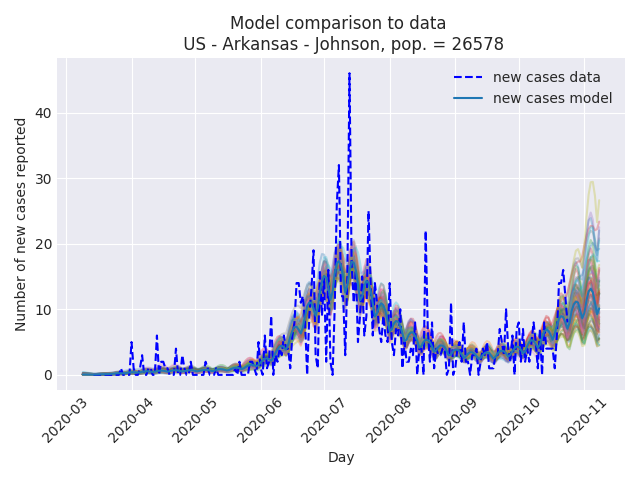 Model comparison to data
US - Arkansas - Johnson, pop. = 26578
new cases data
new cases model
Number of new cases reported
40
30
20
10
0
2020-03
2020-04
2020-05
2020-06
2020-07
2020-08
2020-09
2020-10
2020-11
Day